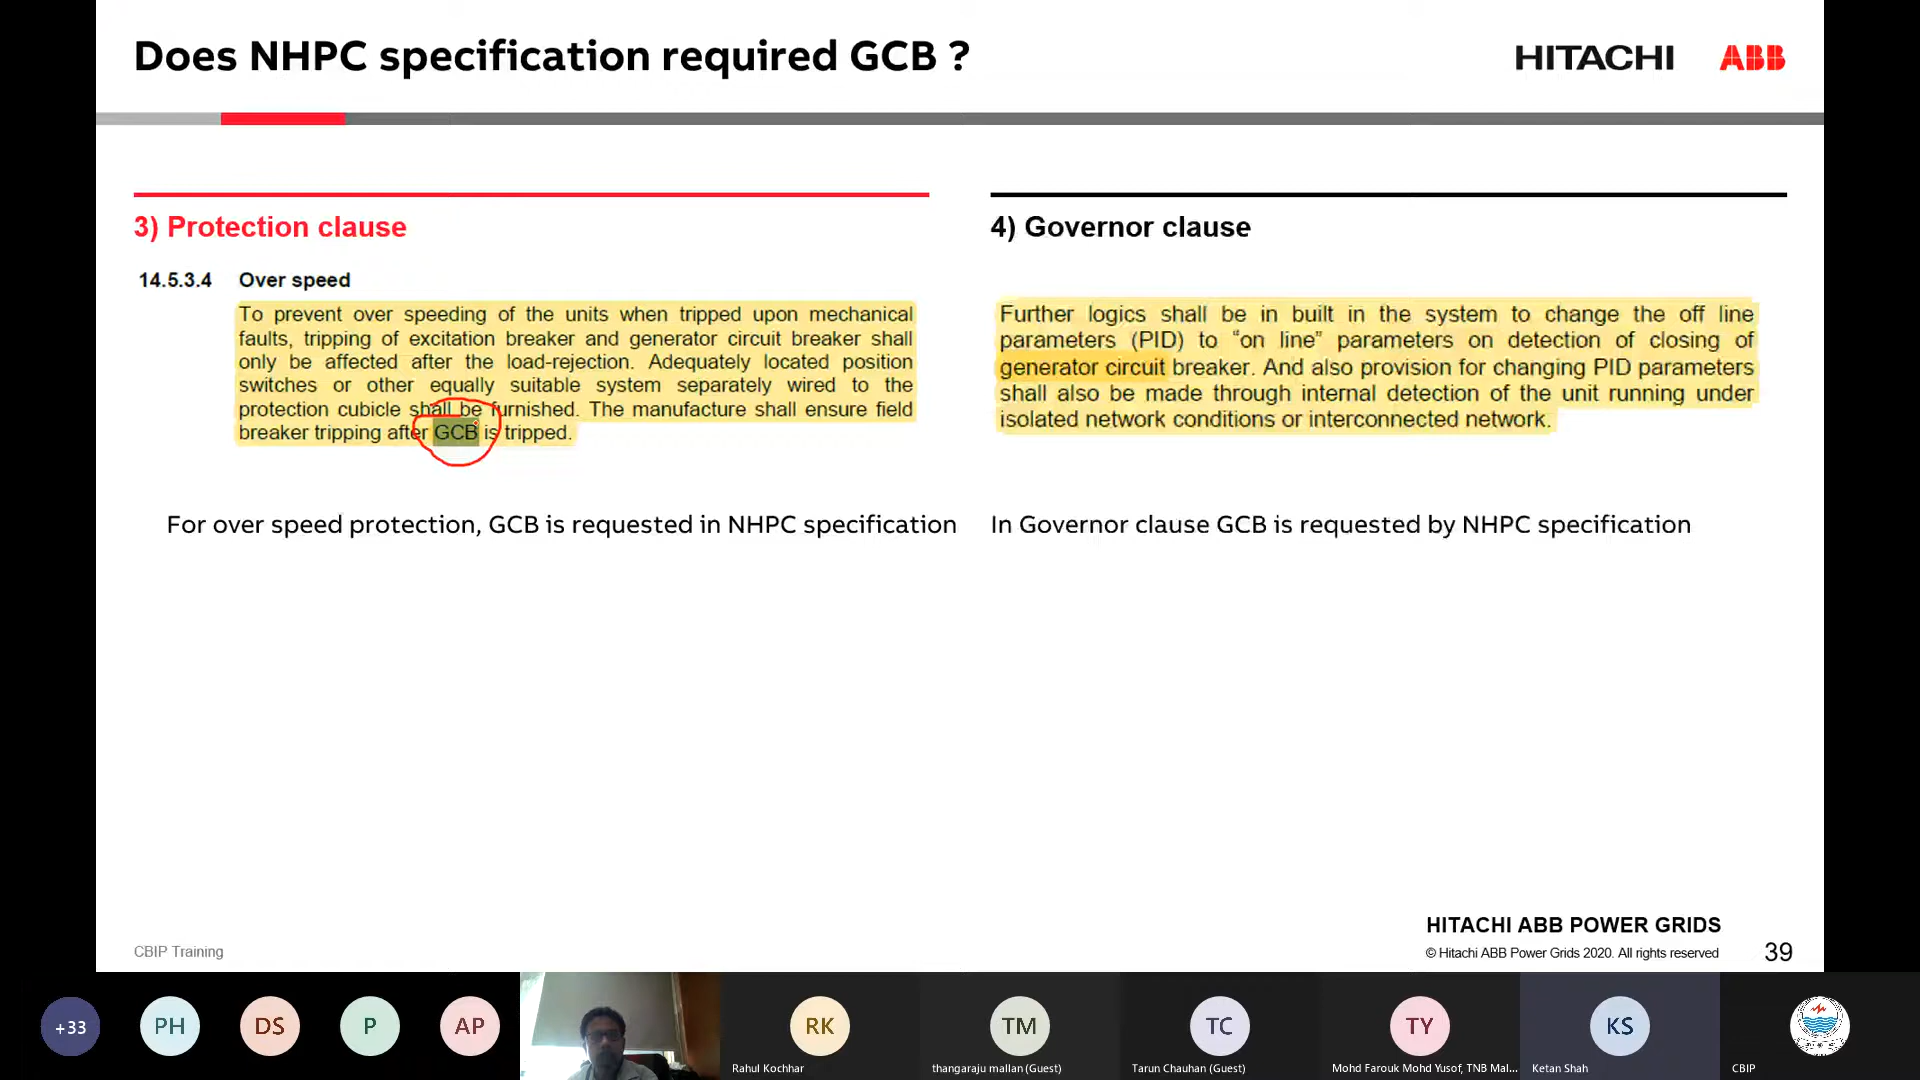 Does NHPC specification required GCB ?
HITACHI ABB
3) Protection clause
14.5.3.4 Over speed
To prevent over speeding of the units when tripped upon mechanical
faults, tripping of excitation breaker and generator circuit breaker shall
only be affected after the load-rejection. Adequately located position
switches or other equally suitable system separately wired to the
protection cubicle shall be furnished. The manufacture shall ensure field
breaker tripping after GCB is tripped.
For over speed protection, GCB is requested in NHPC specification
4) Governor clause
Further logics shall be in built in the system to change the off line
parameters (PID) to “on line” parameters on detection of closing of
generator circuit breaker. And also provision for changing PID parameters
shall also be made through internal detection of the unit running under
isolated network conditions or interconnected network.
In Governor clause GCB is requested by NHPC specification
CBIP Training
HITACHI ABB POWER GRIDS
© Hitachi ABB Power Grids 2020. All rights reserved
39
+33
PH
DS
P
AP
RK
Rahul Kochhar
TM
thangaraju mallan (Guest)
TC
Tarun Chauhan (Guest)
TY
Mohd Farouk Mohd Yusof, TNB Mal...
KS
Ketan Shah
CBIP